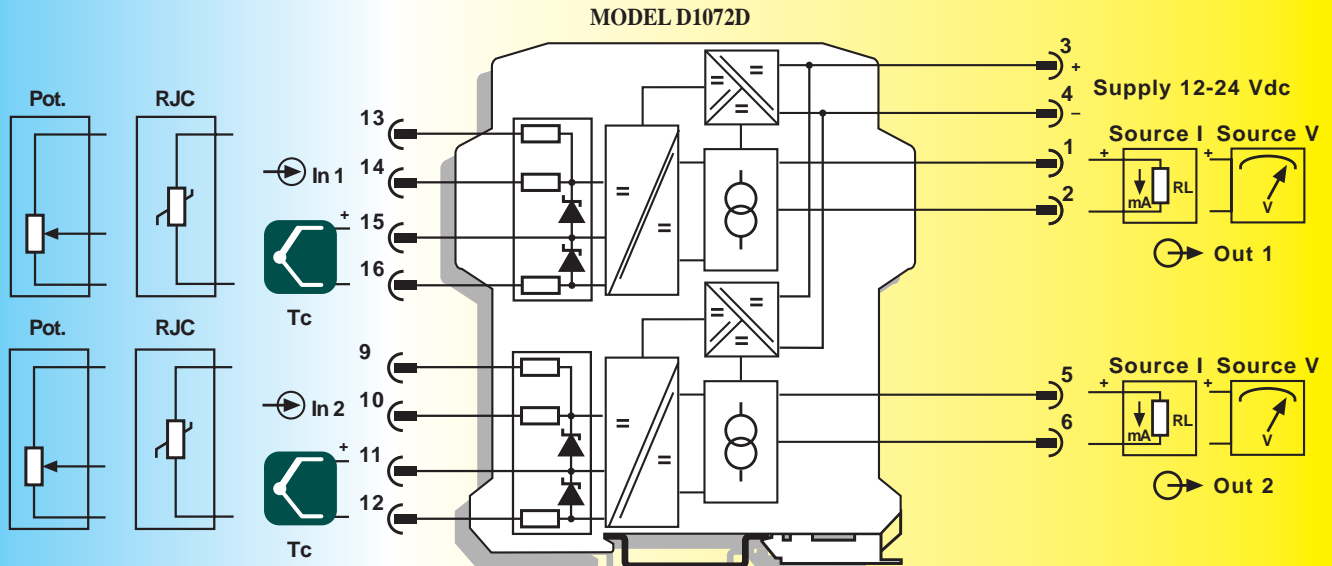 MODEL D1072D
Pot.
RJC
13
14
15
16
In 1
+
Tc
3
+
4
–
Supply 12-24 Vdc
1
2
Source I Source V
+
+
mA
RL
V
Out 1
Pot.
RJC
9
10
11
12
In 2
+
Tc
5
6
Source I Source V
+
+
mA
RL
V
Out 2